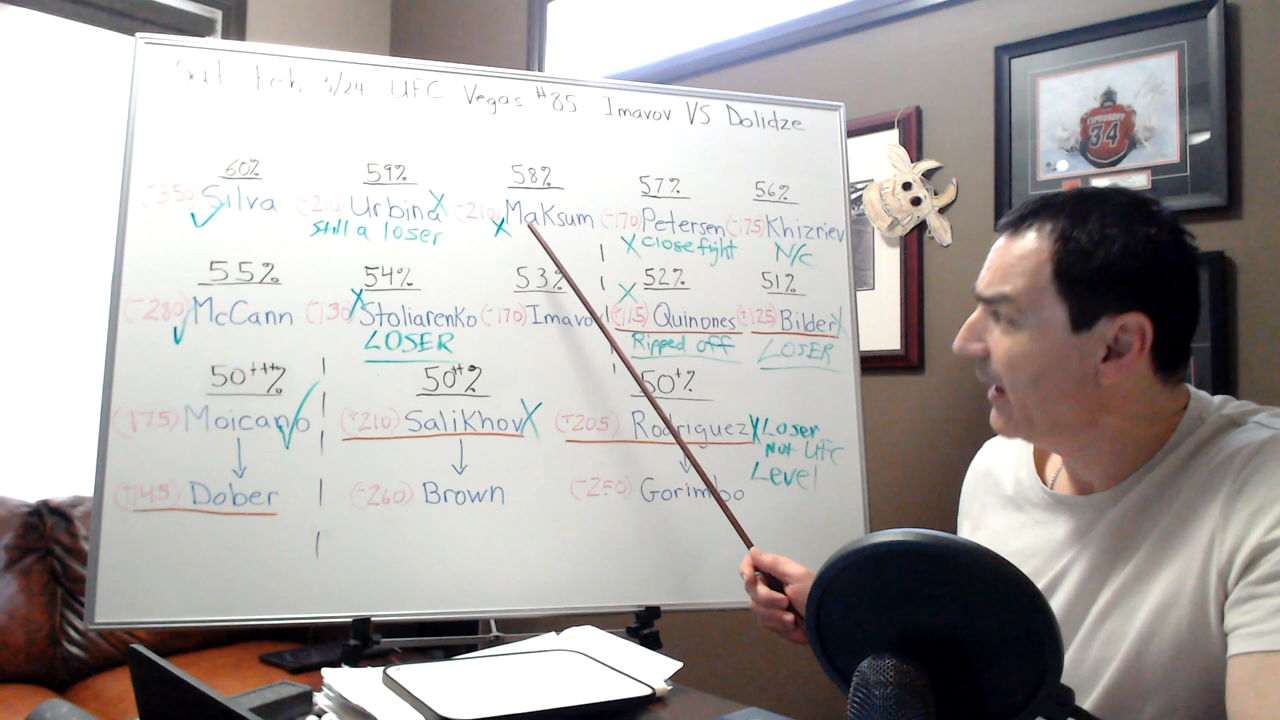 Sat Feb 3/24 UFC Vegas #85 Imavov VS Dolidze
60% 59% 58% 57% 56%
(-350) Silva (-210) Urbina X (-210) Maksum (-170) Petersen (-175) Khizriev
✓ Still a loser X X close fight N/C
55% 54% 53% X 52% 51%
(-280) McCann X (-130) Stoliarenko (-170) Imavov (+115) Quinones (+125) Bilder X
✓ LOSER Ripped off LOSER
50+++% 50++% 50+%
(-175) Moicano ✓ (+210) Salikhov X (+205) Rodriguez X Loser
Not UFC
Level
(+145) Dober (-260) Brown (-250) Gorimbo
KIPRUSOFF
34